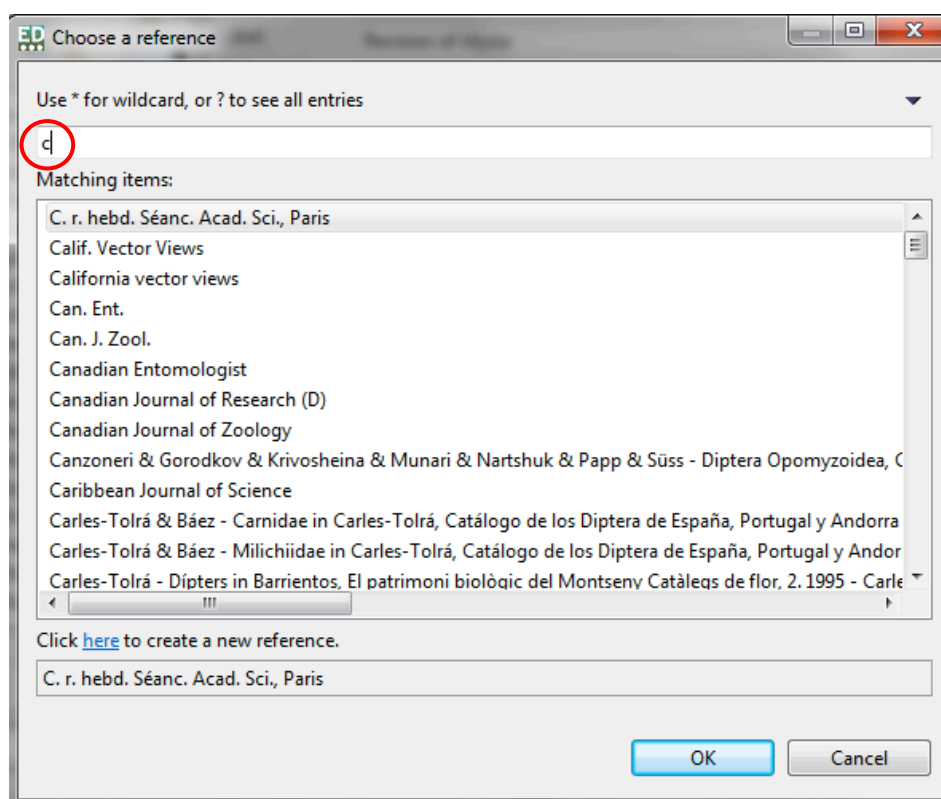 ED Choose a reference
Use * for wildcard, or ? to see all entries
c
Matching items:
C. r. hebd. Séanc. Acad. Sci., Paris
Calif. Vector Views
California vector views
Can. Ent.
Can. J. Zool.
Canadian Entomologist
Canadian Journal of Research (D)
Canadian Journal of Zoology
Canzoneri & Gorodkov & Krivosheina & Munari & Nartshuk & Papp & Süss - Diptera Opomyzoidea, C
Caribbean Journal of Science
Carles-Tolrá & Báez - Carnidae in Carles-Tolrá, Catálogo de los Diptera de España, Portugal y Andorra
Carles-Tolrá & Báez - Milichiidae in Carles-Tolrá, Catálogo de los Diptera de España, Portugal y Andor
Carles-Tolrá - Dípters in Barrientos, El patrimoni biològic del Montseny Catàlegs de flor, 2. 1995 - Carle
Click here to create a new reference.
C. r. hebd. Séanc. Acad. Sci., Paris
OK Cancel